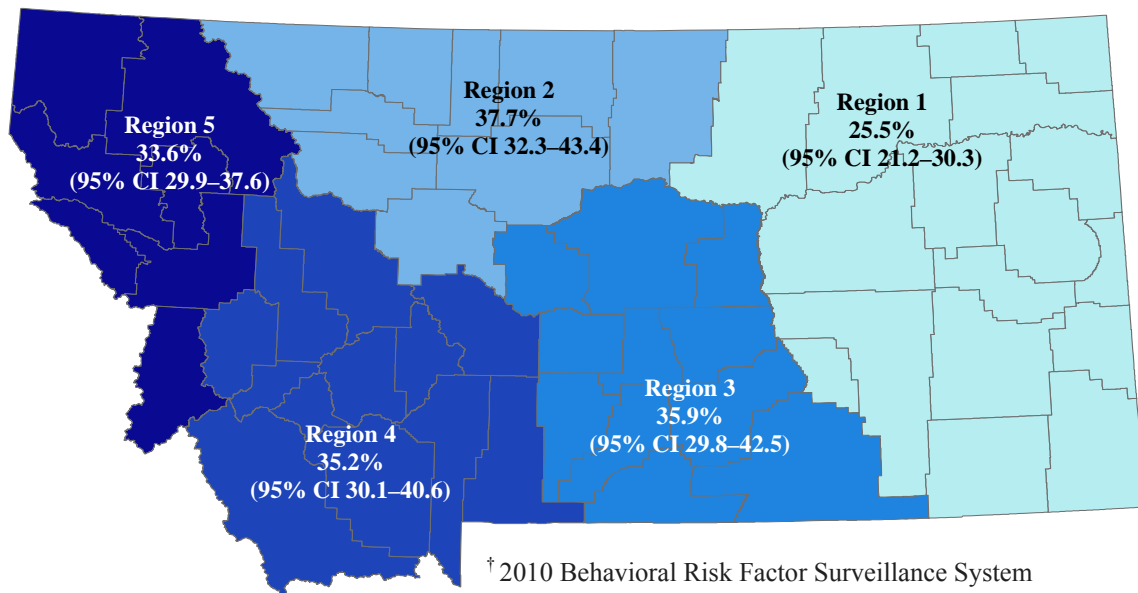 Region 2
37.7%
(95% CI 32.3–43.4)
Region 1
25.5%
(95% CI 21.2–30.3)
Region 5
33.6%
(95% CI 29.9–37.6)
Region 3
35.9%
(95% CI 29.8–42.5)
Region 4
35.2%
(95% CI 30.1–40.6)
† 2010 Behavioral Risk Factor Surveillance System